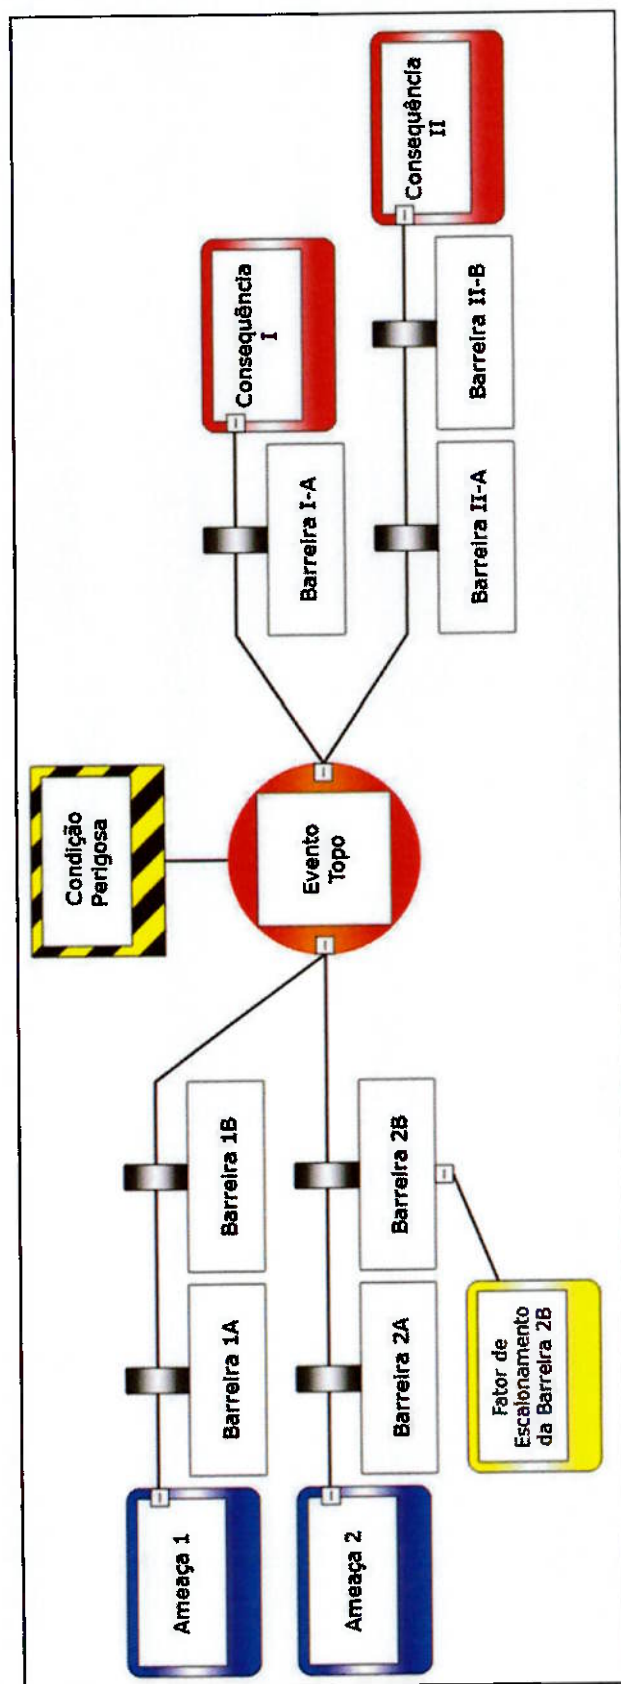 Condição
Perigosa
Ameaça 1
Barreira 1A
Barreira 1B
Ameaça 2
Barreira 2A
Barreira 2B
Fator de
Escalonamento
da Barreira 2B
Evento
Topo
Barreira I-A
Consequência
I
Barreira II-A
Barreira II-B
Consequência
II